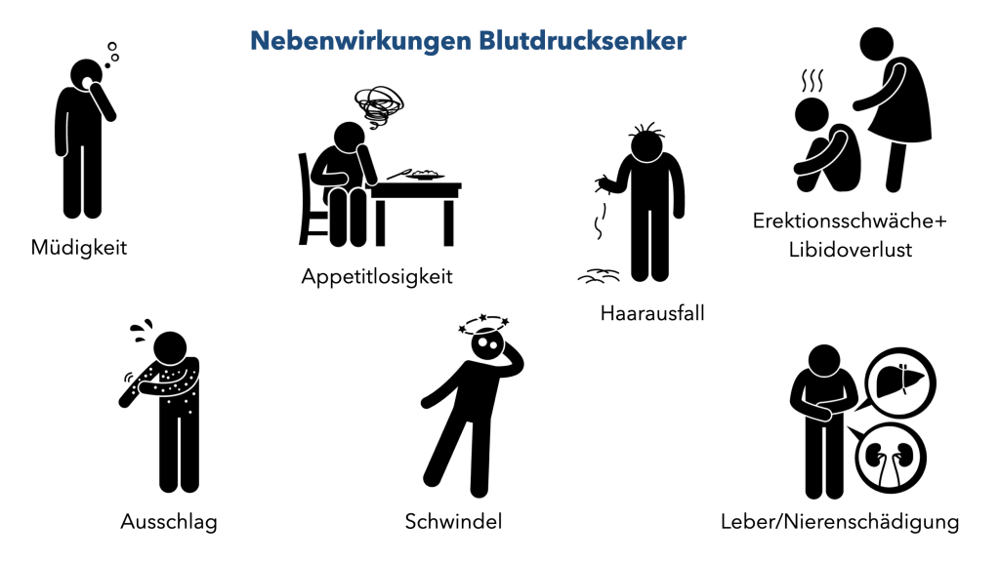 Nebenwirkungen Blutdrucksenker
Müdigkeit
Appetitlosigkeit
Haarausfall
Erektionsschwäche+
Libidoverlust
Ausschlag
Schwindel
Leber/Nierenschädigung